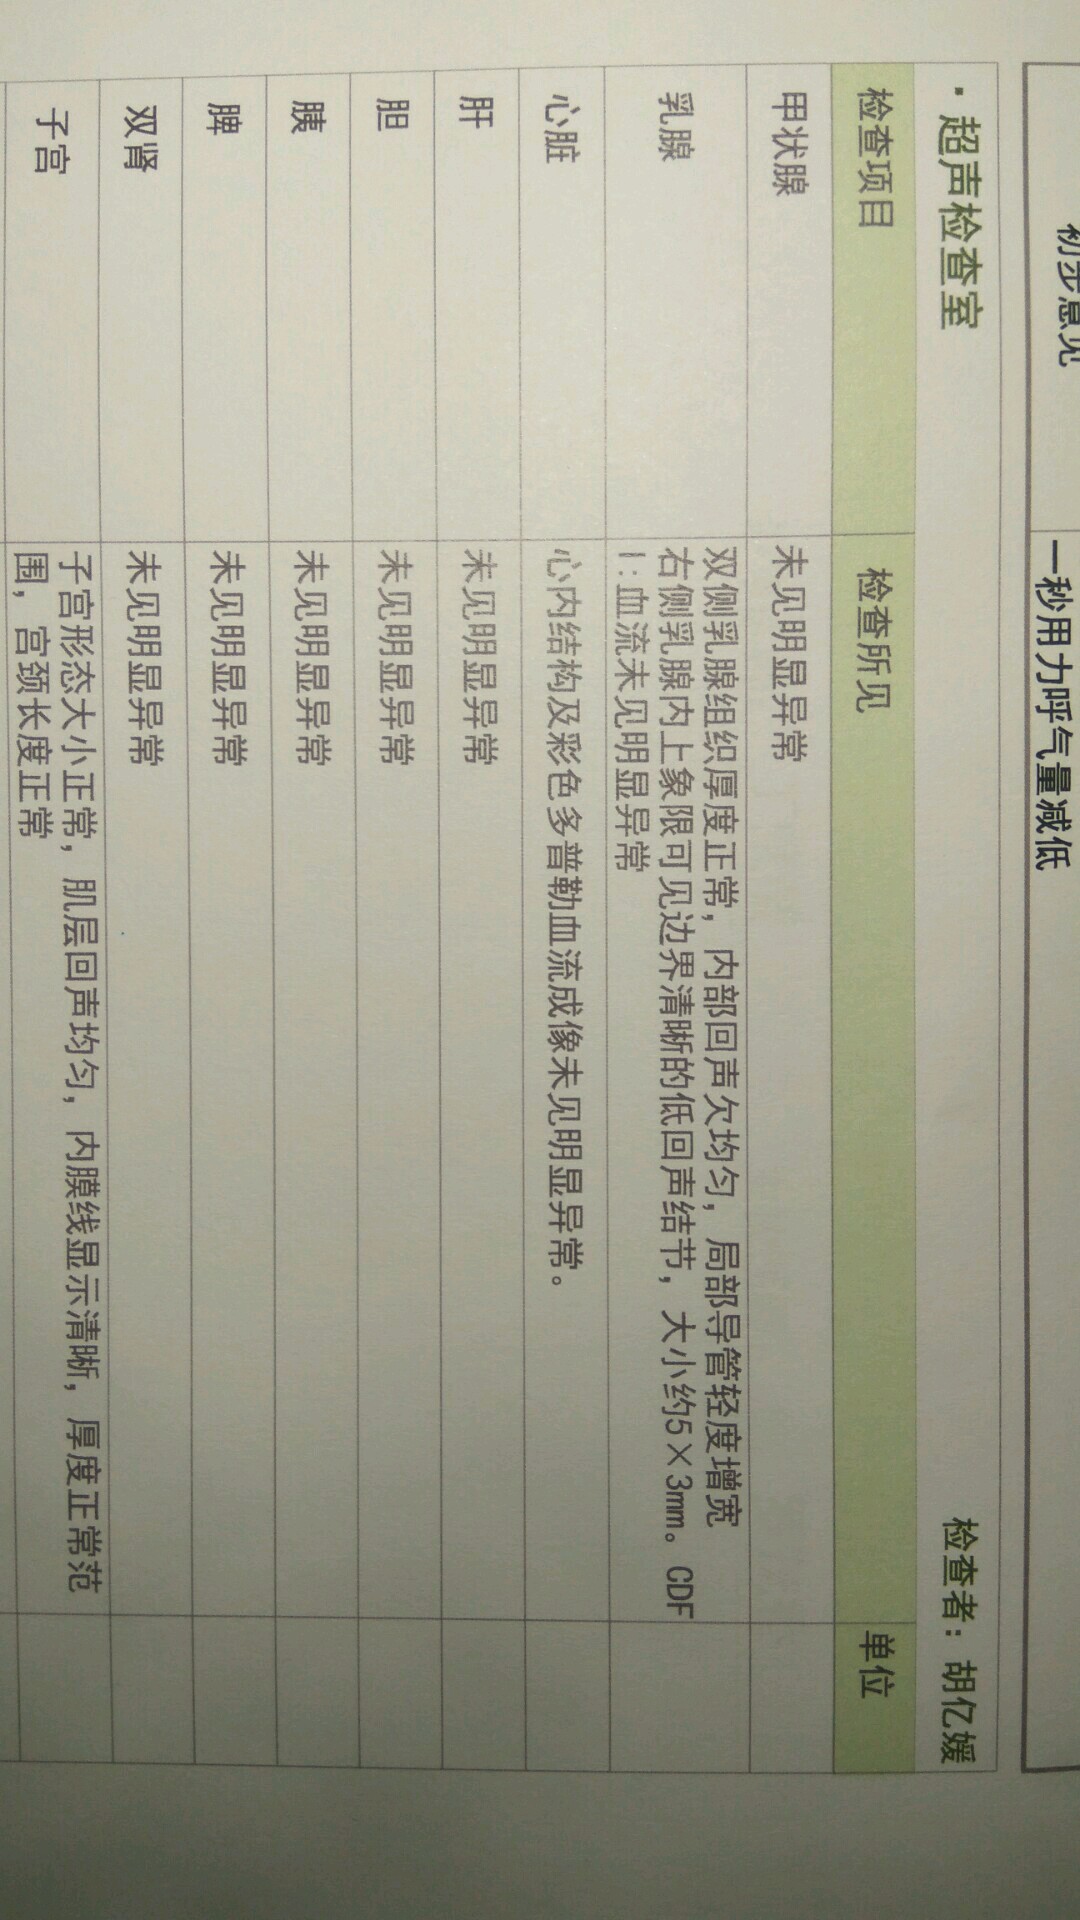 初步意见
一秒用力呼气量减低
·超声检查室
检查者：胡亿媛
检查项目
检查所见
单位
甲状腺
未见明显异常
乳腺
双侧乳腺组织厚度正常，内部回声欠均匀，局部导管轻度增宽
右侧乳腺内上象限可见边界清晰的低回声结节，大小约5×3mm。CDF
I:血流未见明显异常
心脏
心内结构及彩色多普勒血流成像未见明显异常。
肝
未见明显异常
胆
未见明显异常
胰
未见明显异常
脾
未见明显异常
双肾
未见明显异常
子宫
子宫形态大小正常，肌层回声均匀，内膜线显示清晰，厚度正常范
围，宫颈长度正常